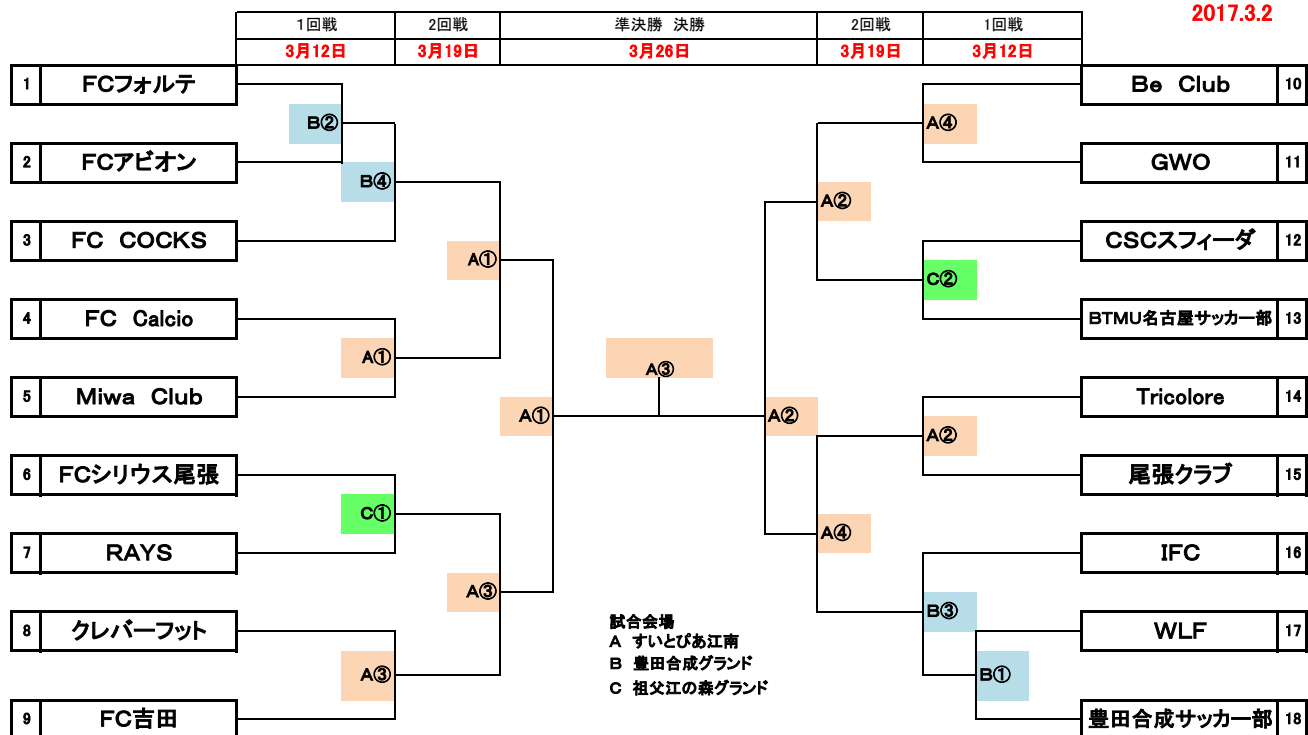 2017.3.2
1回戦 2回戦 準決勝 決勝 2回戦 1回戦
3月12日 3月19日 3月26日 3月19日 3月12日
1 FCフォルテ Be Club 10
B② A④
2 FCアビオン GWO 11
B④ A②
3 FC COCKS CSCスフィーダ 12
A① C②
4 FC Calcio BTMU名古屋サッカー部 13
A① A③
5 Miwa Club Tricolore 14
A① A② A②
6 FCシリウス尾張 尾張クラブ 15
C① A④
7 RAYS IFC 16
A③ B③
試合会場
8 クレバーフット A すいとぴあ江南 WLF 17
B 豊田合成グランド
A③ B①
C 祖父江の森グランド
9 FC吉田 豊田合成サッカー部 18